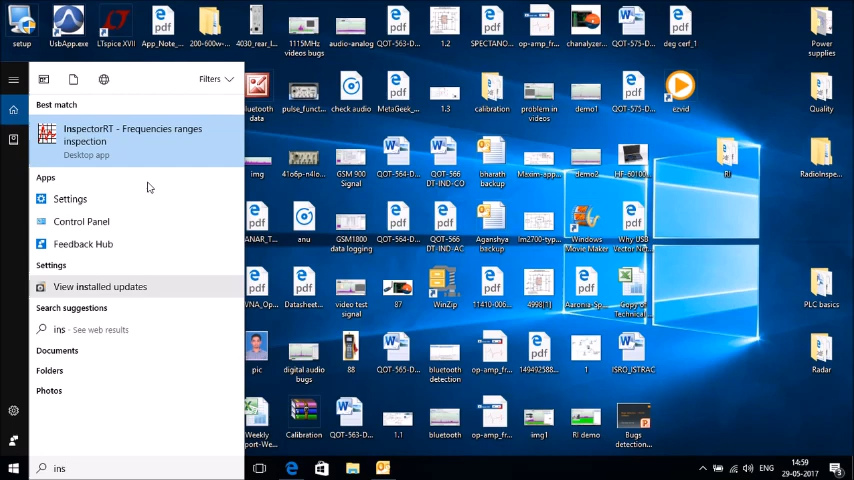 setup
UsbApp.exe
LTspice XVII
App_Note_...
200-600w-...
4030_rear_l...
1115MHz
videos bugs
audio-analog
QOT-563-D...
1.2
SPECTANO...
op-amp_fr...
chanalyzer...
QOT-575-D...
deg cerf_1
Power
supplies
Filters
Best match
InspectorRT - Frequencies ranges
inspection
Desktop app
Apps
Settings
Control Panel
Feedback Hub
Settings
View installed updates
Search suggestions
ins - See web results
Documents
Folders
Photos
ins
bluetooth
data
pulse_funct...
check audio
MetaGeek_...
1.3
calibration
problem in
videos
demo1
QOT-575-D...
ezvid
Quality
img
41o6p-n4lo...
GSM 900
Signal
QOT-564-D...
QOT-566
DT-IND-CO
bharath
backup
Maxim-app...
demo2
HF-60100...
RI
RadioInspe...
ANAR_T...
anu
GSM1800
data logging
QOT-564-D...
QOT-566
DT-IND-AC
Aganshya
backup
lm2700-typ...
Windows
Movie Maker
Why USB
Vector Net...
VNA_Op...
Datasheet...
video test
signal
87
WinZip
11410-006...
4998[1]
Aaronia-Sp...
Copy of
Technical...
PLC basics
pic
digital audio
bugs
88
QOT-565-D...
bluetooth
detection
op-amp_fr...
149492588...
1
ISRO_ISTRAC
Radar
Weekly
port-We...
Calibration
QOT-563-D...
1.1
bluetooth
op-amp_fr...
img1
RI demo
Bugs
detection...
ENG
14:59
29-05-2017
3